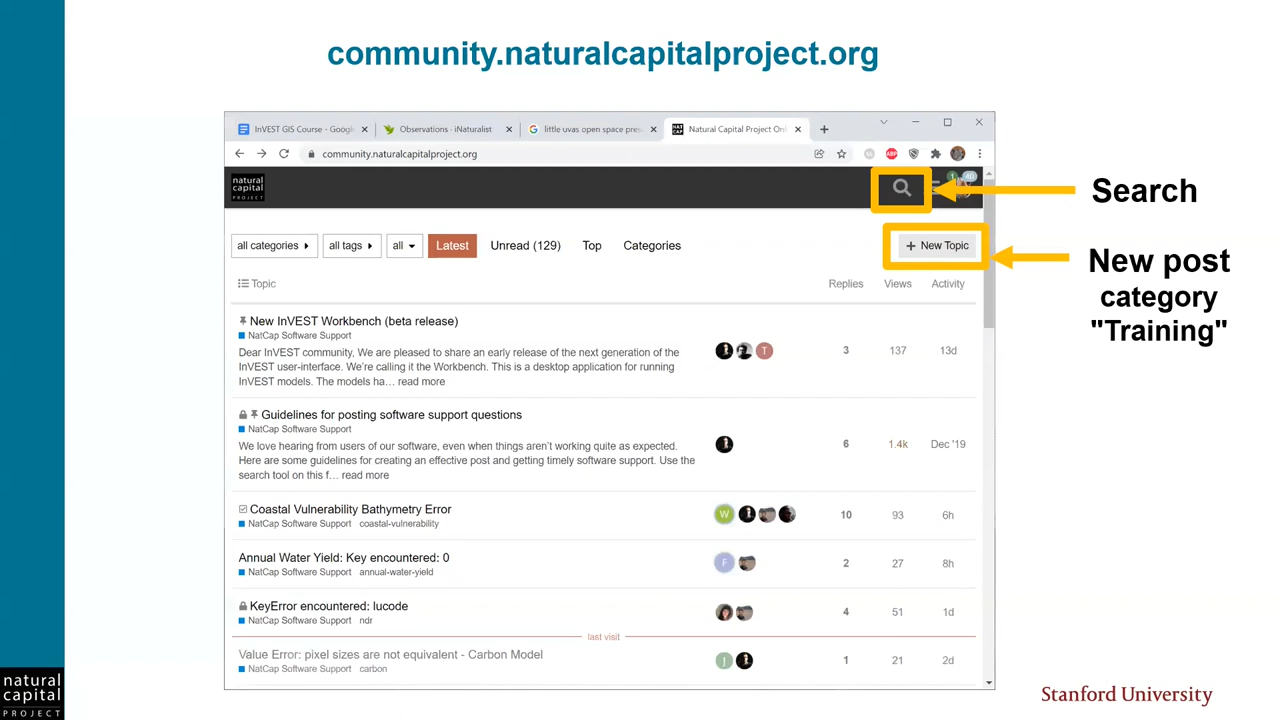 community.naturalcapitalproject.org
InVEST GIS Course - Google
Observations - iNaturalist
little uvas open space pres
Natural Capital Project Onl
community.naturalcapitalproject.org
ABP
natural
capital
PROJECT
1
40
Search
all categories
all tags
all
Latest
Unread (129)
Top
Categories
+ New Topic
New post
category
"Training"
Topic
Replies
Views
Activity
New InVEST Workbench (beta release)
NatCap Software Support
Dear InVEST community, We are pleased to share an early release of the next generation of the
InVEST user-interface. We're calling it the Workbench. This is a desktop application for running
InVEST models. The models ha… read more
T
3
137
13d
Guidelines for posting software support questions
NatCap Software Support
We love hearing from users of our software, even when things aren't working quite as expected.
Here are some guidelines for creating an effective post and getting timely software support. Use the
search tool on this f… read more
6
1.4k
Dec '19
Coastal Vulnerability Bathymetry Error
NatCap Software Support coastal-vulnerability
W
10
93
6h
Annual Water Yield: Key encountered: 0
NatCap Software Support annual-water-yield
F
2
27
8h
KeyError encountered: lucode
NatCap Software Support ndr
4
51
1d
last visit
Value Error: pixel sizes are not equivalent - Carbon Model
NatCap Software Support carbon
J
1
21
2d
natural
capital
PROJECT
Stanford University